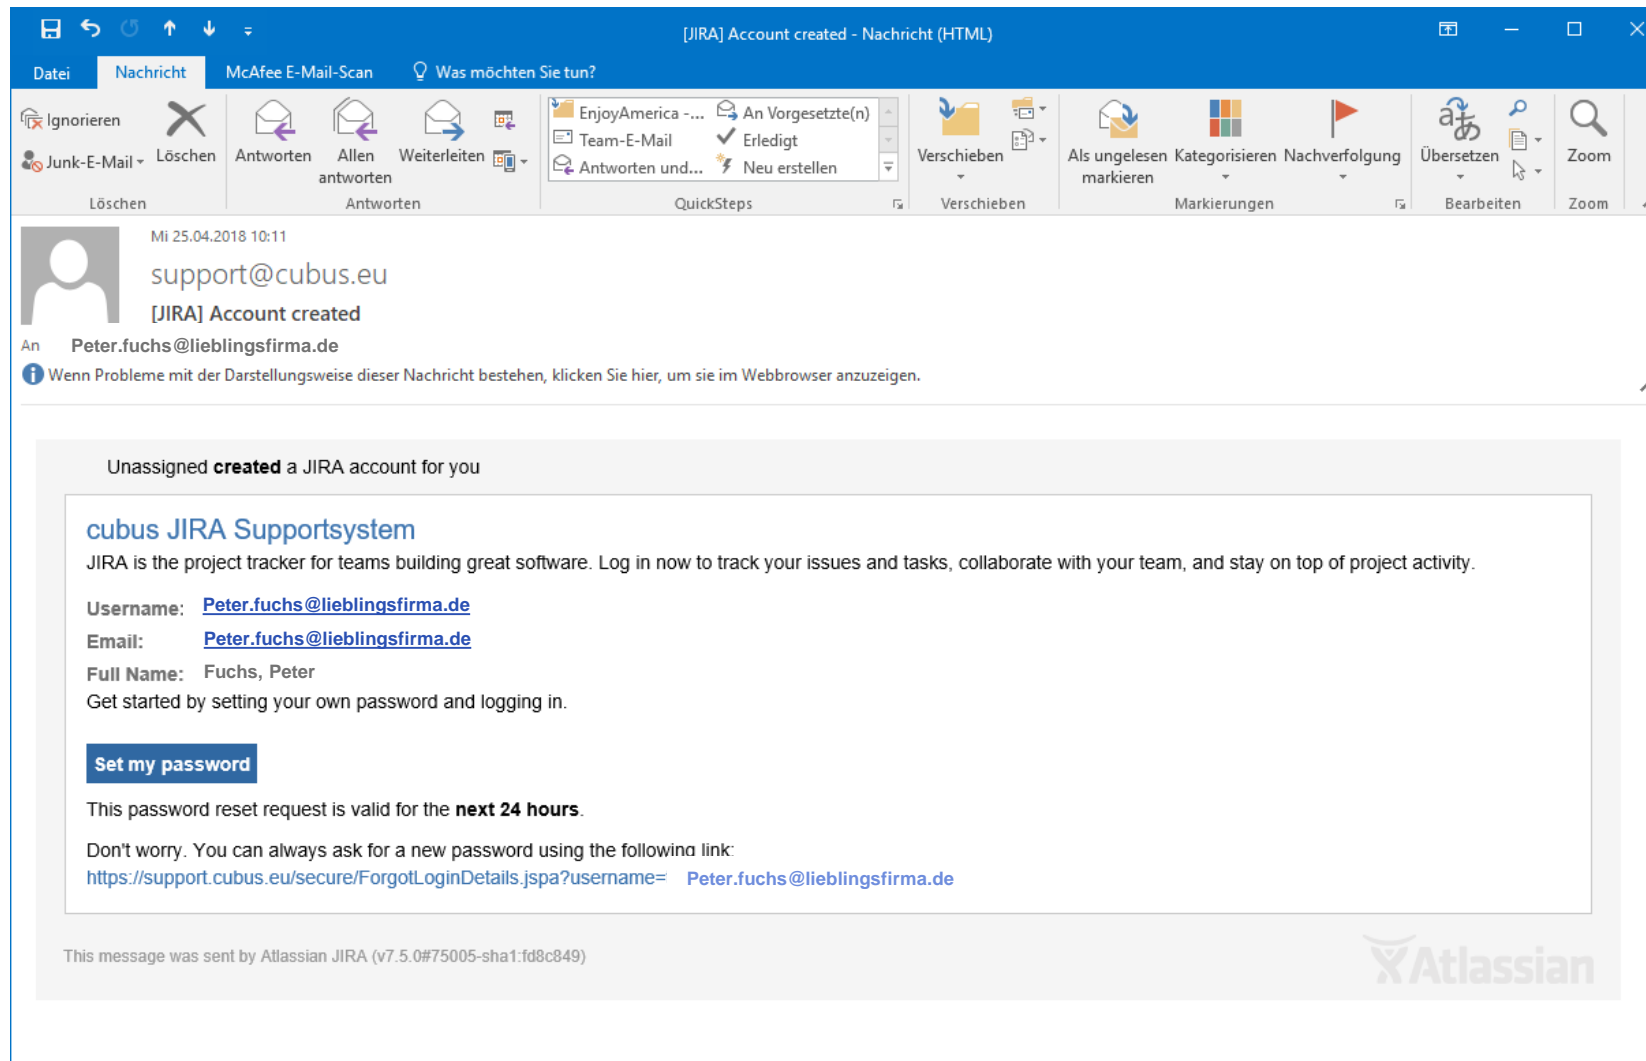 [JIRA] Account created - Nachricht (HTML)
Datei Nachricht McAfee E-Mail-Scan Was möchten Sie tun?
Ignorieren
Junk-E-Mail
Löschen
Löschen
Antworten
Allen antworten
Weiterleiten
Antworten
EnjoyAmerica -... An Vorgesetzte(n)
Team-E-Mail Erledigt
Antworten und... Neu erstellen
QuickSteps
Verschieben
Verschieben
Als ungelesen markieren
Kategorisieren
Nachverfolgung
Markierungen
Übersetzen
Bearbeiten
Zoom
Zoom
Mi 25.04.2018 10:11
support@cubus.eu
[JIRA] Account created
An Peter.fuchs@lieblingsfirma.de
Wenn Probleme mit der Darstellungsweise dieser Nachricht bestehen, klicken Sie hier, um sie im Webbrowser anzuzeigen.
Unassigned created a JIRA account for you
cubus JIRA Supportsystem
JIRA is the project tracker for teams building great software. Log in now to track your issues and tasks, collaborate with your team, and stay on top of project activity.
Username: Peter.fuchs@lieblingsfirma.de
Email: Peter.fuchs@lieblingsfirma.de
Full Name: Fuchs, Peter
Get started by setting your own password and logging in.
Set my password
This password reset request is valid for the next 24 hours.
Don't worry. You can always ask for a new password using the following link:
https://support.cubus.eu/secure/ForgotLoginDetails.jspa?username= Peter.fuchs@lieblingsfirma.de
This message was sent by Atlassian JIRA (v7.5.0#75005-sha1:fd8c849)
Atlassian